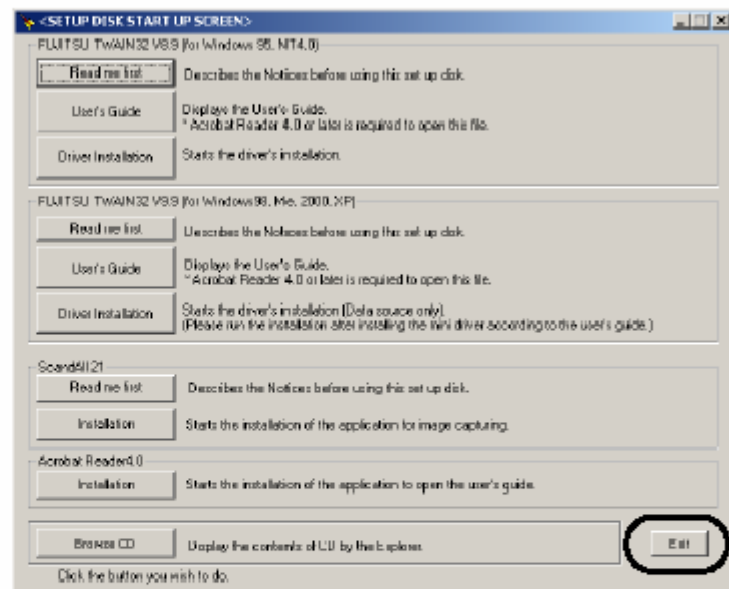 <SETUP DISK START UP SCREEN>
FUJITSU TWAIN32 V8.9 [for Windows 95, NT4.0]
Read me first
Describes the Notices before using this set up disk.
User's Guide
Displays the User's Guide.
* Acrobat Reader 4.0 or later is required to open this file.
Driver Installation
Starts the driver's installation.
FUJITSU TWAIN32 V8.9 [for Windows98, Me, 2000, XP]
Read me first
Describes the Notices before using this set up disk.
User's Guide
Displays the User's Guide.
* Acrobat Reader 4.0 or later is required to open this file.
Driver Installation
Starts the driver's installation [Data source only].
(Please run the installation after installing the mini driver according to the user's guide.)
ScandAll 21
Read me first
Describes the Notices before using this set up disk.
Installation
Starts the installation of the application for image capturing.
Acrobat Reader4.0
Installation
Starts the installation of the application to open the user's guide.
Browse CD
Display the contents of CD by the Explorer.
Exit
Click the button you wish to do.